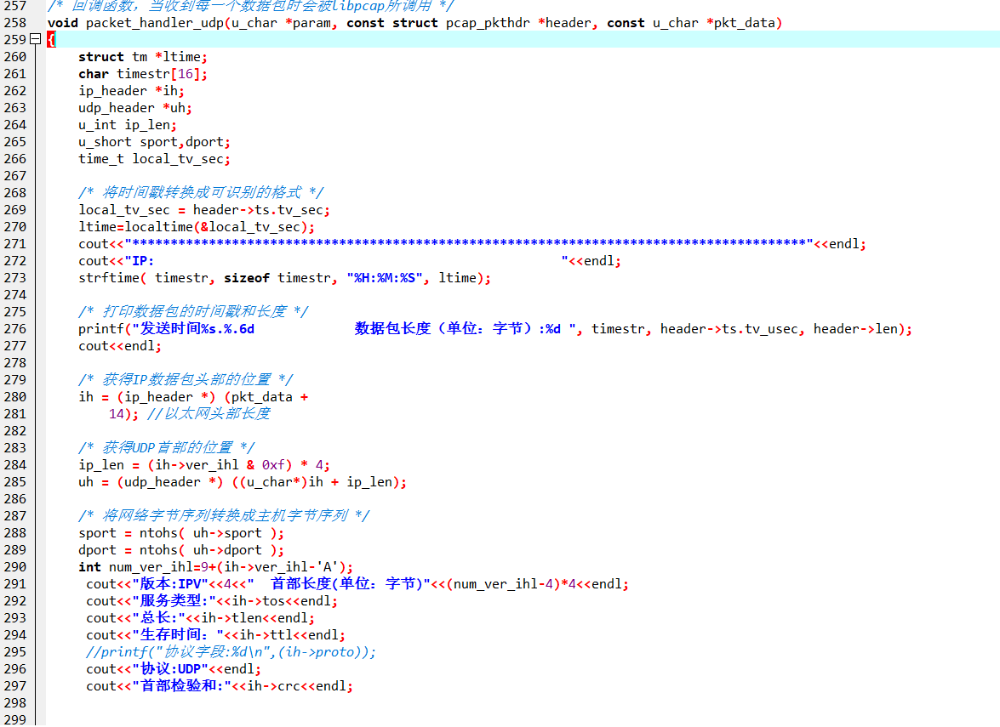 257 /* 回调函数，当收到每一个数据包时会被libpcap所调用 */
258 void packet_handler_udp(u_char *param, const struct pcap_pkthdr *header, const u_char *pkt_data)
259 {
260     struct tm *ltime;
261     char timestr[16];
262     ip_header *ih;
263     udp_header *uh;
264     u_int ip_len;
265     u_short sport,dport;
266     time_t local_tv_sec;
267
268     /* 将时间戳转换成可识别的格式 */
269     local_tv_sec = header->ts.tv_sec;
270     ltime=localtime(&local_tv_sec);
271     cout<<"****************************************************************************************"<<endl;
272     cout<<"IP:                                                     "<<endl;
273     strftime( timestr, sizeof timestr, "%H:%M:%S", ltime);
274
275     /* 打印数据包的时间戳和长度 */
276     printf("发送时间%s.%.6d             数据包长度（单位：字节）:%d ", timestr, header->ts.tv_usec, header->len);
277     cout<<endl;
278
279     /* 获得IP数据包头部的位置 */
280     ih = (ip_header *) (pkt_data +
281         14); //以太网头部长度
282
283     /* 获得UDP首部的位置 */
284     ip_len = (ih->ver_ihl & 0xf) * 4;
285     uh = (udp_header *) ((u_char*)ih + ip_len);
286
287     /* 将网络字节序列转换成主机字节序列 */
288     sport = ntohs( uh->sport );
289     dport = ntohs( uh->dport );
290     int num_ver_ihl=9+(ih->ver_ihl-'A');
291      cout<<"版本:IPV"<<4<<"  首部长度(单位：字节)"<<(num_ver_ihl-4)*4<<endl;
292      cout<<"服务类型:"<<ih->tos<<endl;
293      cout<<"总长:"<<ih->tlen<<endl;
294      cout<<"生存时间："<<ih->ttl<<endl;
295      //printf("协议字段:%d\n",(ih->proto));
296      cout<<"协议:UDP"<<endl;
297      cout<<"首部检验和:"<<ih->crc<<endl;
298
299